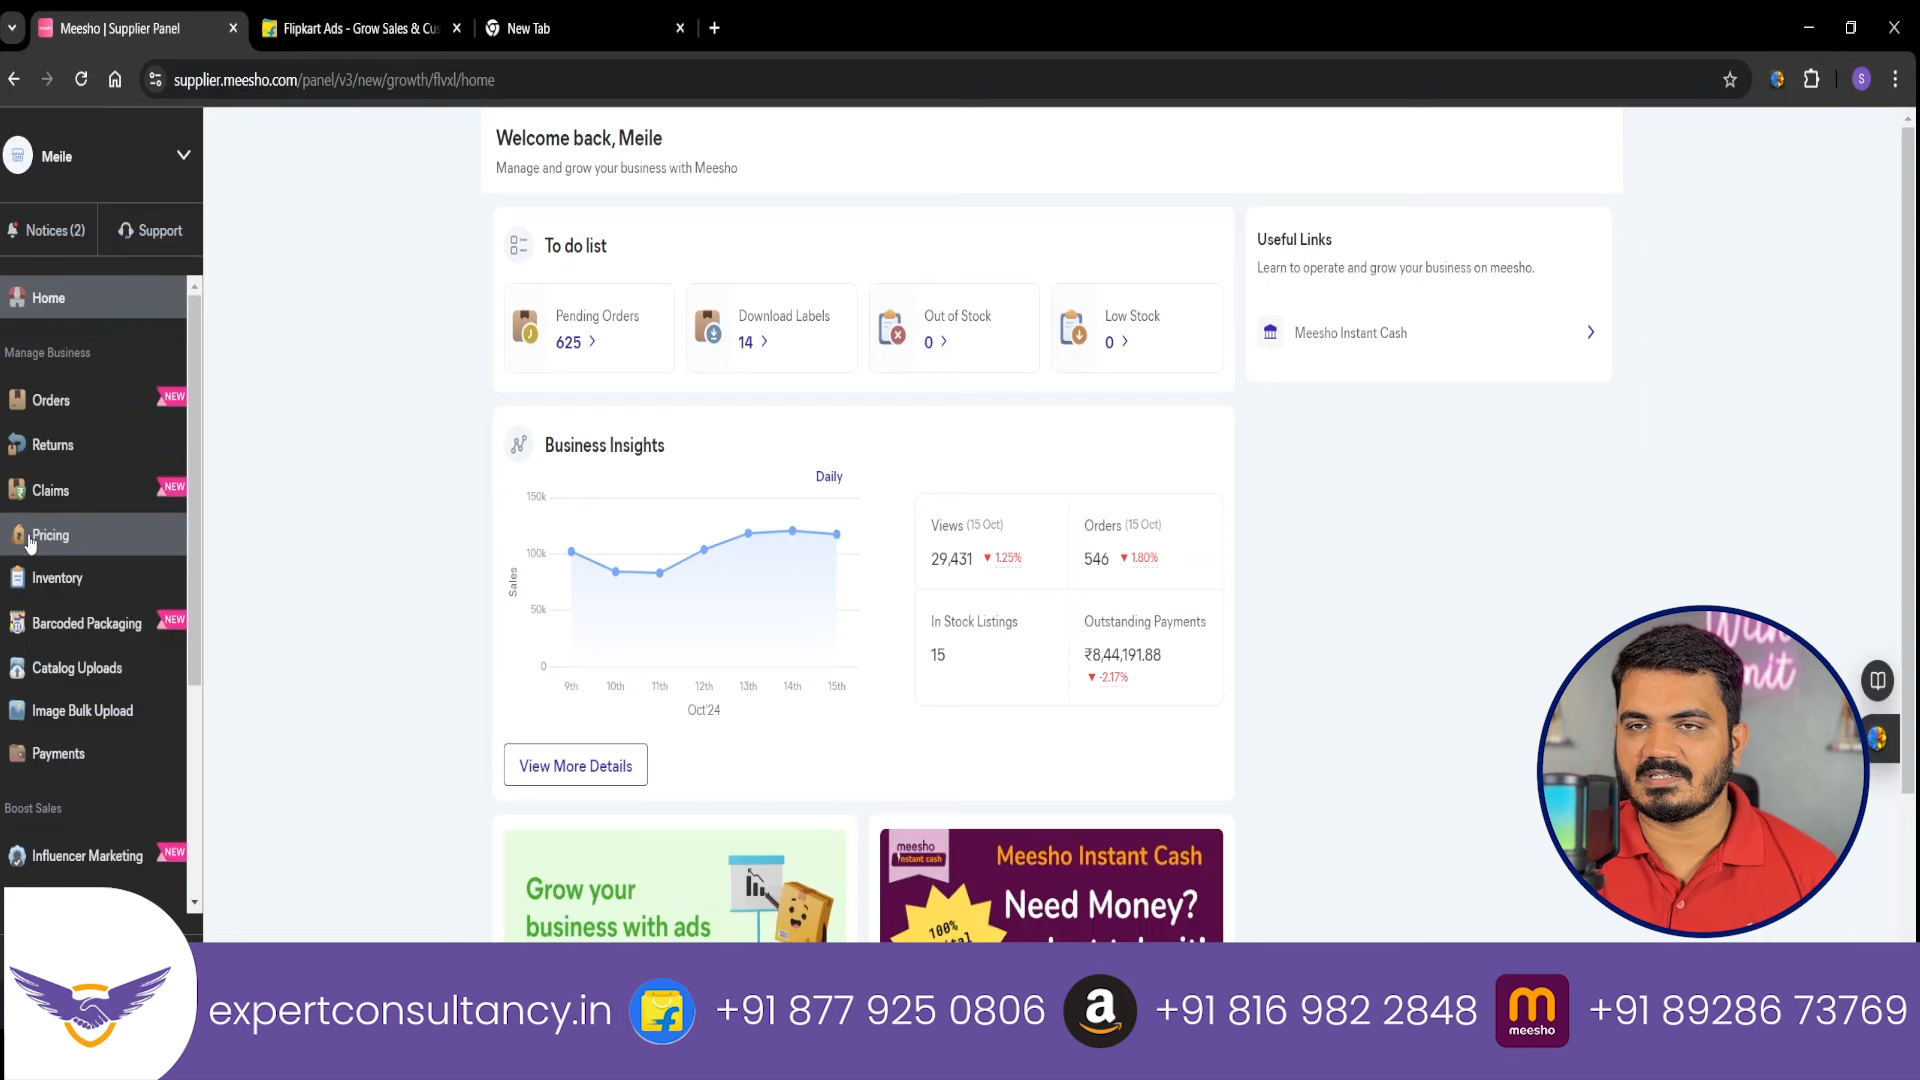 Meesho | Supplier Panel
Flipkart Ads - Grow Sales & Cus
New Tab
supplier.meesho.com/panel/v3/new/growth/flvxl/home
S
Meile
Notices (2)
Support
Home
Manage Business
Orders
NEW
Returns
Claims
NEW
Pricing
Inventory
Barcoded Packaging
NEW
Catalog Uploads
Image Bulk Upload
Payments
Boost Sales
Influencer Marketing
NEW
Welcome back, Meile
Manage and grow your business with Meesho
To do list
Pending Orders
625
Download Labels
14
Out of Stock
0
Low Stock
0
Useful Links
Learn to operate and grow your business on meesho.
Meesho Instant Cash
Business Insights
Daily
150k
100k
50k
0
Sales
9th 10th 11th 12th 13th 14th 15th
Oct'24
Views (15 Oct)
29,431 ▼ 1.25%
Orders (15 Oct)
546 ▼ 1.80%
In Stock Listings
15
Outstanding Payments
₹8,44,191.88
▼ -2.17%
View More Details
Grow your
business with ads
meesho
instant cash
Meesho Instant Cash
Need Money?
100%
expertconsultancy.in
+91 877 925 0806
a
+91 816 982 2848
meesho
+91 89286 73769